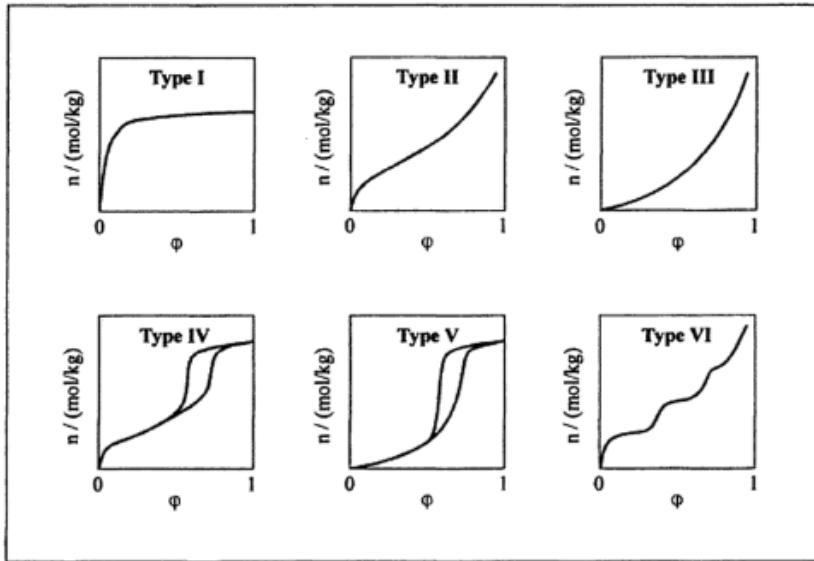 Type I
n / (mol/kg)
0
1
φ
Type II
n / (mol/kg)
0
1
φ
Type III
n / (mol/kg)
0
1
φ
Type IV
n / (mol/kg)
0
1
φ
Type V
n / (mol/kg)
0
1
φ
Type VI
n / (mol/kg)
0
1
φ